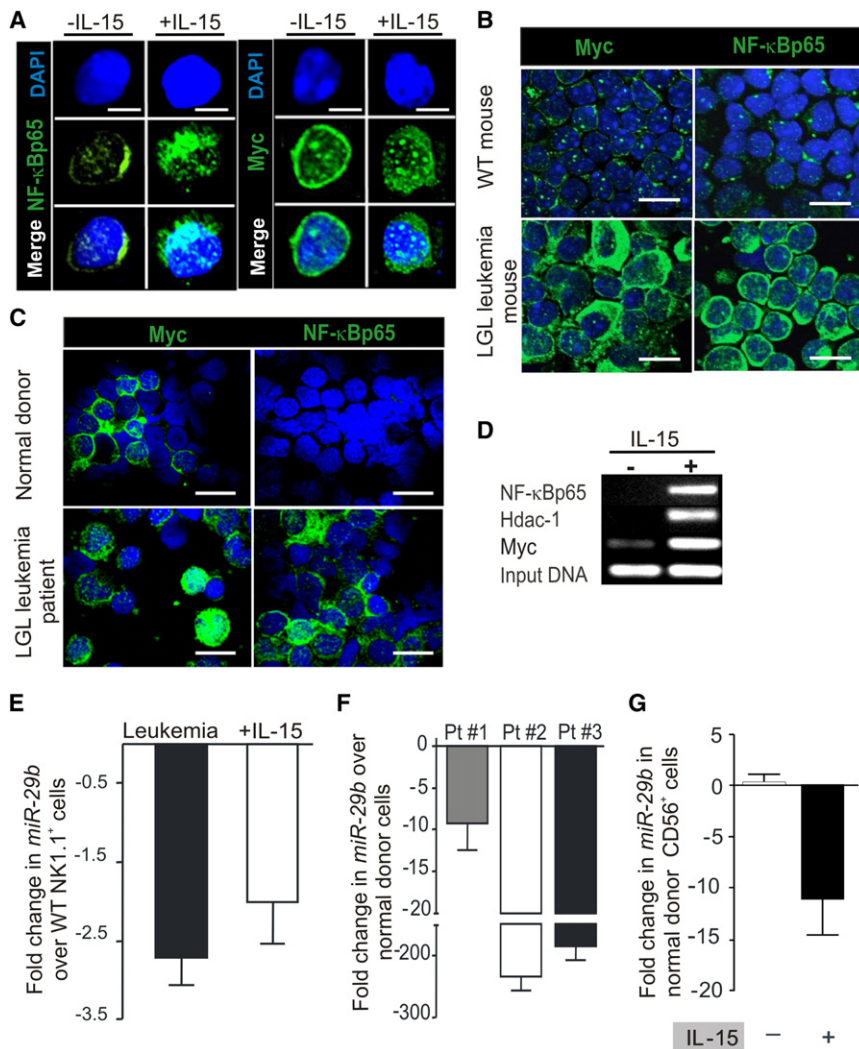 A
-IL-15 +IL-15 -IL-15 +IL-15
DAPI
NF-κBp65
Merge
DAPI
Myc
Merge
B
Myc NF-κBp65
WT mouse
LGL leukemia
mouse
C
Myc NF-κBp65
Normal donor
LGL leukemia
patient
D
IL-15
- +
NF-κBp65
Hdac-1
Myc
Input DNA
E
Leukemia +IL-15
Fold change in miR-29b
over WT NK1.1+ cells
-0.5
-1.5
-2.5
-3.5
F
Pt #1 Pt #2 Pt #3
Fold change in miR-29b over
normal donor cells
0
-5
-10
-15
-20
-200
-300
G
Fold change in miR-29b in
normal donor CD56+ cells
5
0
-5
-10
-15
-20
IL-15 − +